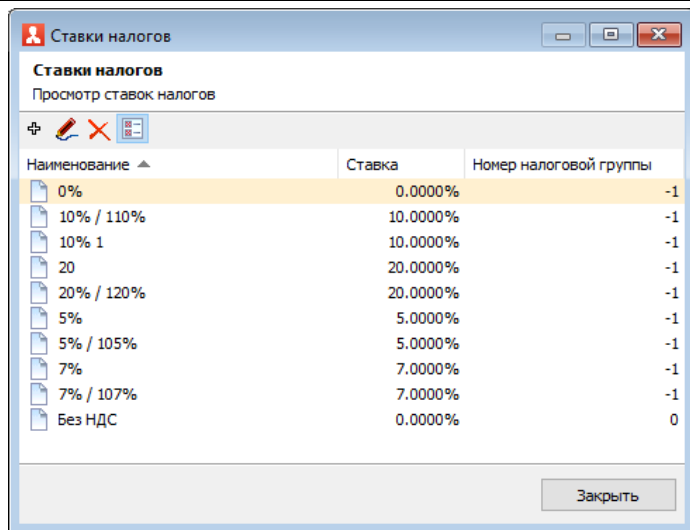 Ставки налогов
Ставки налогов
Просмотр ставок налогов
Наименование Ставка Номер налоговой группы
0% 0.0000% -1
10% / 110% 10.0000% -1
10% 1 10.0000% -1
20 20.0000% -1
20% / 120% 20.0000% -1
5% 5.0000% -1
5% / 105% 5.0000% -1
7% 7.0000% -1
7% / 107% 7.0000% -1
Без НДС 0.0000% 0
Закрыть